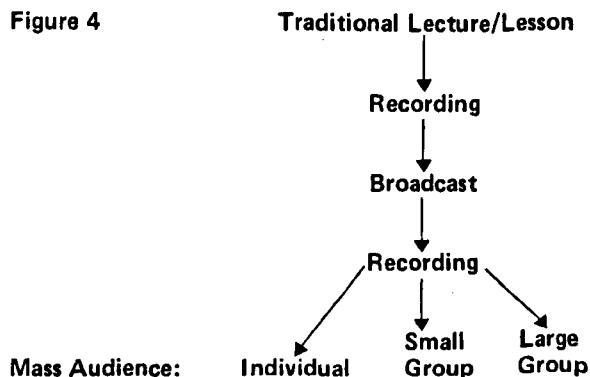 Figure 4
Traditional Lecture/Lesson
Recording
Broadcast
Recording
Mass Audience:
Individual
Small
Group
Large
Group